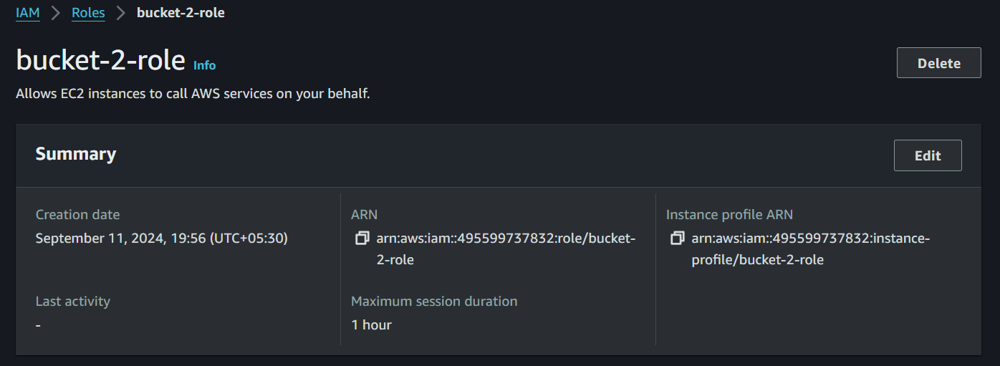 IAM > Roles > bucket-2-role
bucket-2-role Info
Delete
Allows EC2 instances to call AWS services on your behalf.
Summary
Edit
Creation date
September 11, 2024, 19:56 (UTC+05:30)
ARN
arn:aws:iam::495599737832:role/bucket-
2-role
Instance profile ARN
arn:aws:iam::495599737832:instance-
profile/bucket-2-role
Last activity
-
Maximum session duration
1 hour